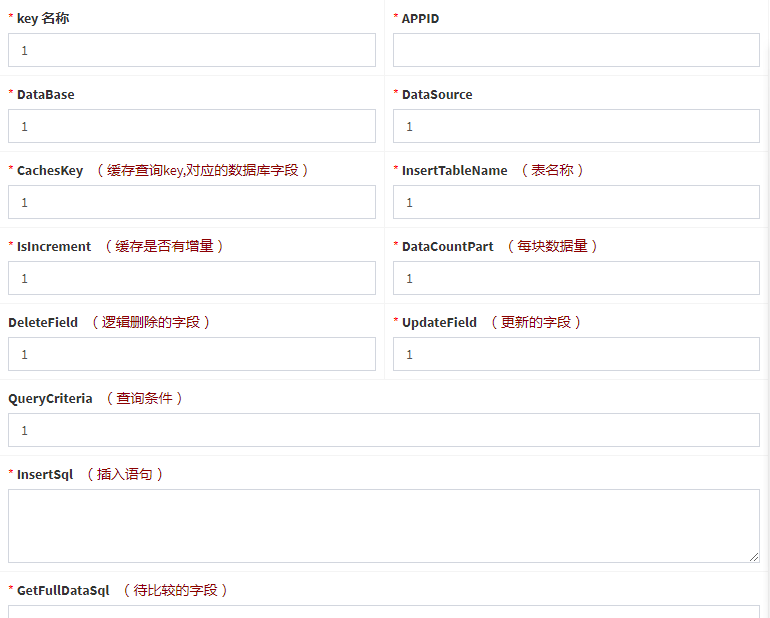 * key 名称
* APPID
1
* DataBase
* DataSource
1
1
* CachesKey （缓存查询key,对应的数据库字段）
* InsertTableName （表名称）
1
1
* IsIncrement （缓存是否有增量）
* DataCountPart （每块数据量）
1
1
DeleteField （逻辑删除的字段）
* UpdateField （更新的字段）
1
1
QueryCriteria （查询条件）
1
* InsertSql （插入语句）
* GetFullDataSql （待比较的字段）